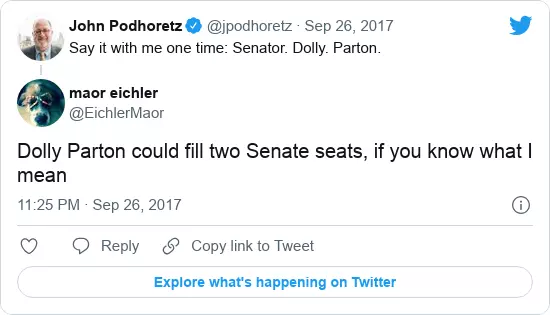 John Podhoretz @jpodhoretz · Sep 26, 2017
Say it with me one time: Senator. Dolly. Parton.
maor eichler
@EichlerMaor
Dolly Parton could fill two Senate seats, if you know what I
mean
11:25 PM · Sep 26, 2017
Reply Copy link to Tweet
Explore what's happening on Twitter